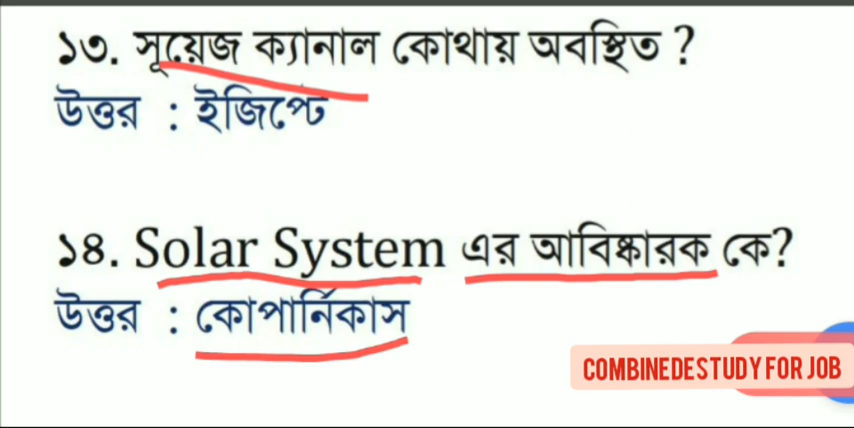 ১৩. সূয়েজ ক্যানাল কোথায় অবস্থিত ?
উত্তর : ইজিপ্টে
১৪. Solar System এর আবিষ্কারক কে?
উত্তর : কোপার্নিকাস
COMBINEDESTUDY FOR JOB